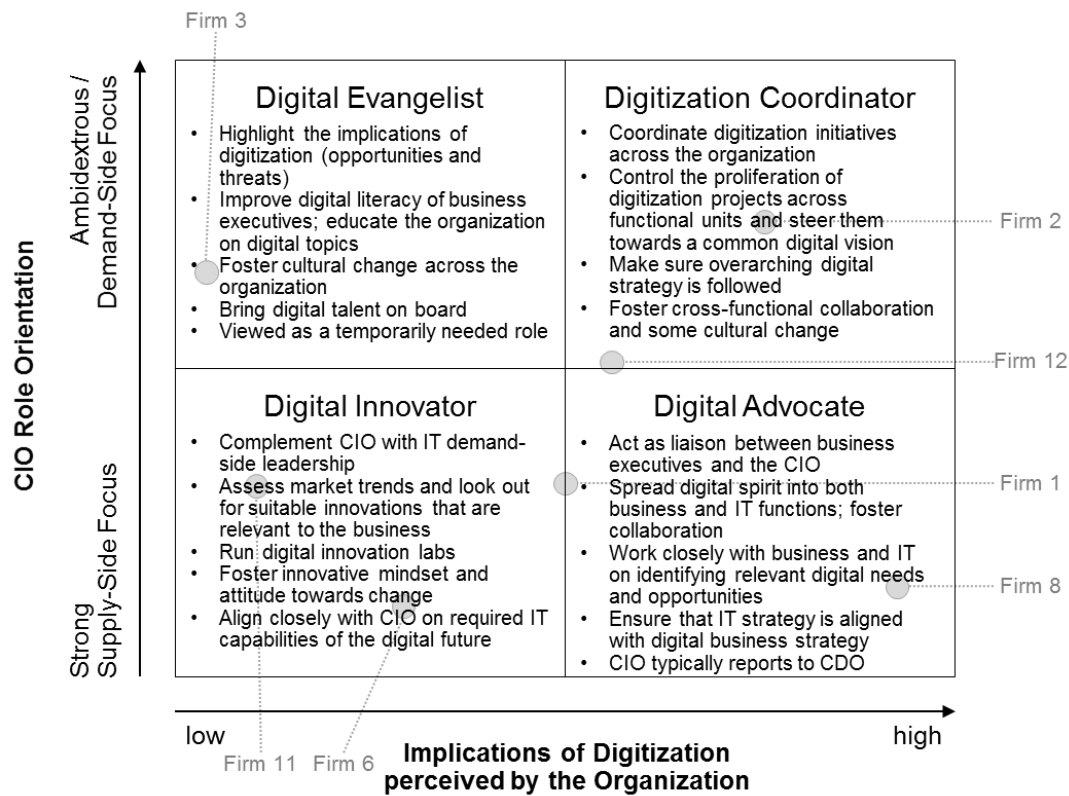 Firm 3
Ambidextrous /
Demand-Side Focus
CIO Role Orientation
Strong
Supply-Side Focus
Digital Evangelist
• Highlight the implications of
digitization (opportunities and
threats)
• Improve digital literacy of business
executives; educate the organization
on digital topics
• Foster cultural change across the
organization
• Bring digital talent on board
• Viewed as a temporarily needed role
Digitization Coordinator
• Coordinate digitization initiatives
across the organization
• Control the proliferation of
digitization projects across
functional units and steer them
towards a common digital vision
• Make sure overarching digital
strategy is followed
• Foster cross-functional collaboration
and some cultural change
Firm 2
Firm 12
Digital Innovator
• Complement CIO with IT demand-
side leadership
• Assess market trends and look out
for suitable innovations that are
relevant to the business
• Run digital innovation labs
• Foster innovative mindset and
attitude towards change
• Align closely with CIO on required IT
capabilities of the digital future
Digital Advocate
• Act as liaison between business
executives and the CIO
• Spread digital spirit into both
business and IT functions; foster
collaboration
• Work closely with business and IT
on identifying relevant digital needs
and opportunities
• Ensure that IT strategy is aligned
with digital business strategy
• CIO typically reports to CDO
Firm 1
Firm 8
low
high
Firm 11
Firm 6
Implications of Digitization
perceived by the Organization